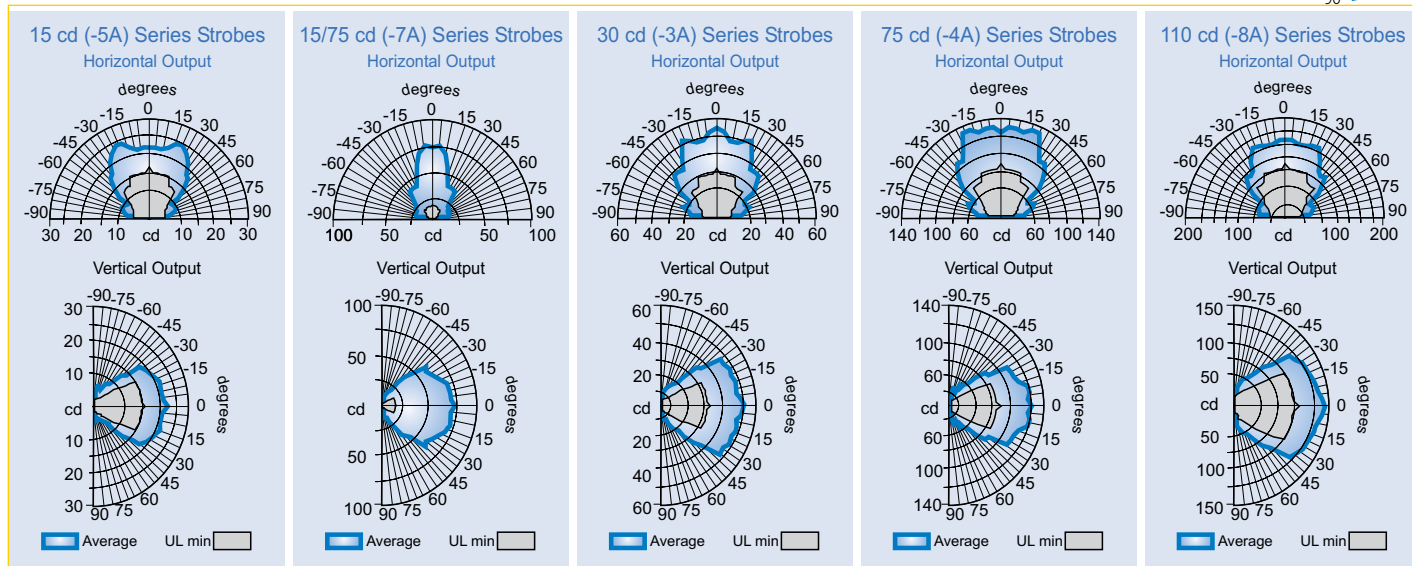 90
15 cd (-5A) Series Strobes
Horizontal Output
degrees
-90 -75 -60 -45 -30 -15 0 15 30 45 60 75 90
30 20 10 cd 10 20 30
Vertical Output
30 20 10 cd 10 20 30
-90 -75 -60 -45 -30 -15 0 15 30 45 60 75 90
degrees
Average UL min
15/75 cd (-7A) Series Strobes
Horizontal Output
degrees
-90 -75 -60 -45 -30 -15 0 15 30 45 60 75 90
100 50 cd 50 100
Vertical Output
100 50 cd 50 100
-90 -75 -60 -45 -30 -15 0 15 30 45 60 75 90
degrees
Average UL min
30 cd (-3A) Series Strobes
Horizontal Output
degrees
-90 -75 -60 -45 -30 -15 0 15 30 45 60 75 90
60 40 20 cd 20 40 60
Vertical Output
60 40 20 cd 20 40 60
-90 -75 -60 -45 -30 -15 0 15 30 45 60 75 90
degrees
Average UL min
75 cd (-4A) Series Strobes
Horizontal Output
degrees
-90 -75 -60 -45 -30 -15 0 15 30 45 60 75 90
140 100 60 cd 60 100 140
Vertical Output
140 100 60 cd 60 100 140
-90 -75 -60 -45 -30 -15 0 15 30 45 60 75 90
degrees
Average UL min
110 cd (-8A) Series Strobes
Horizontal Output
degrees
-90 -75 -60 -45 -30 -15 0 15 30 45 60 75 90
200 100 cd 100 200
Vertical Output
150 100 50 cd 50 100 150
-90 -75 -60 -45 -30 -15 0 15 30 45 60 75 90
degrees
Average UL min